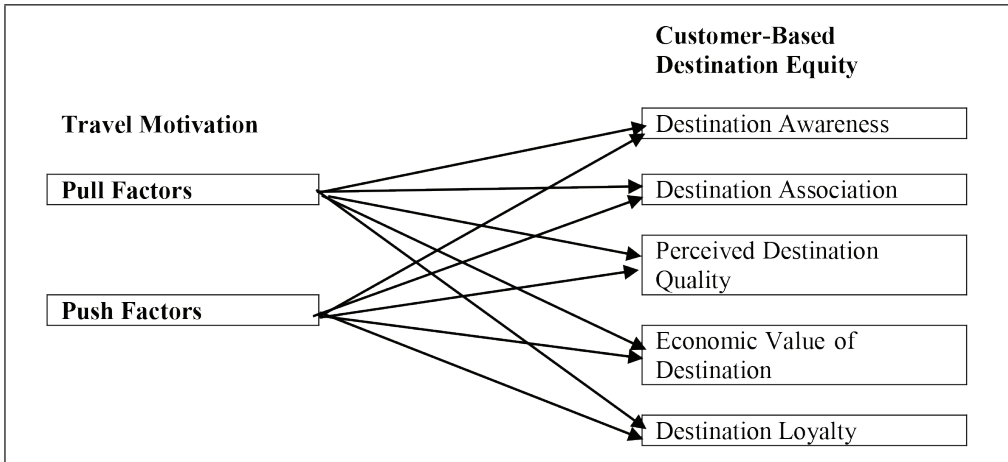 Customer-Based
Destination Equity
Travel Motivation
Destination Awareness
Pull Factors
Destination Association
Perceived Destination
Quality
Push Factors
Economic Value of
Destination
Destination Loyalty